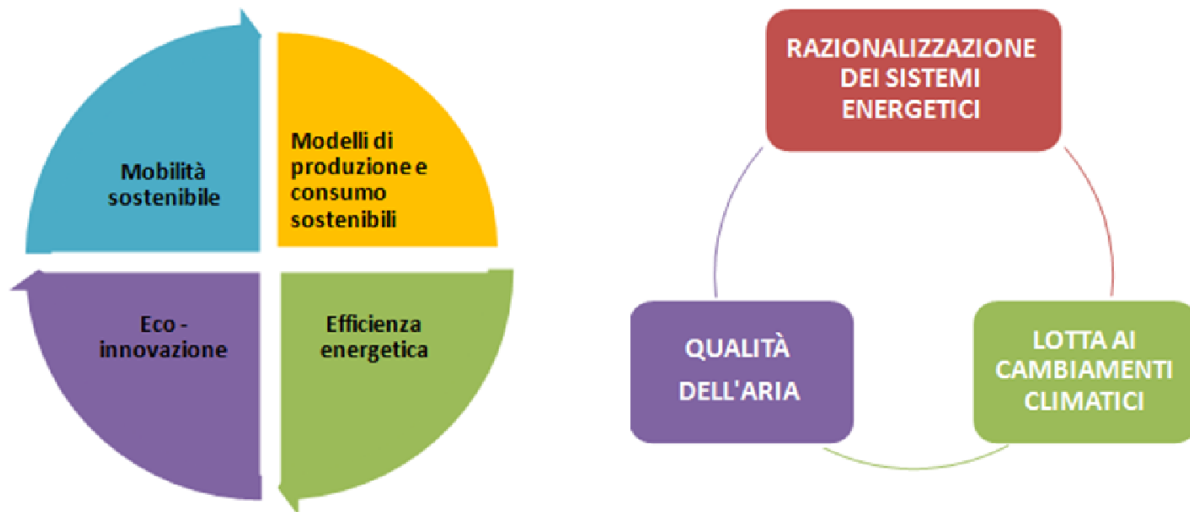 Mobilità
sostenibile
Modelli di
produzione e
consumo
sostenibili
Eco -
innovazione
Efficienza
energetica
RAZIONALIZZAZIONE
DEI SISTEMI
ENERGETICI
QUALITÀ
DELL'ARIA
LOTTA AI
CAMBIAMENTI
CLIMATICI